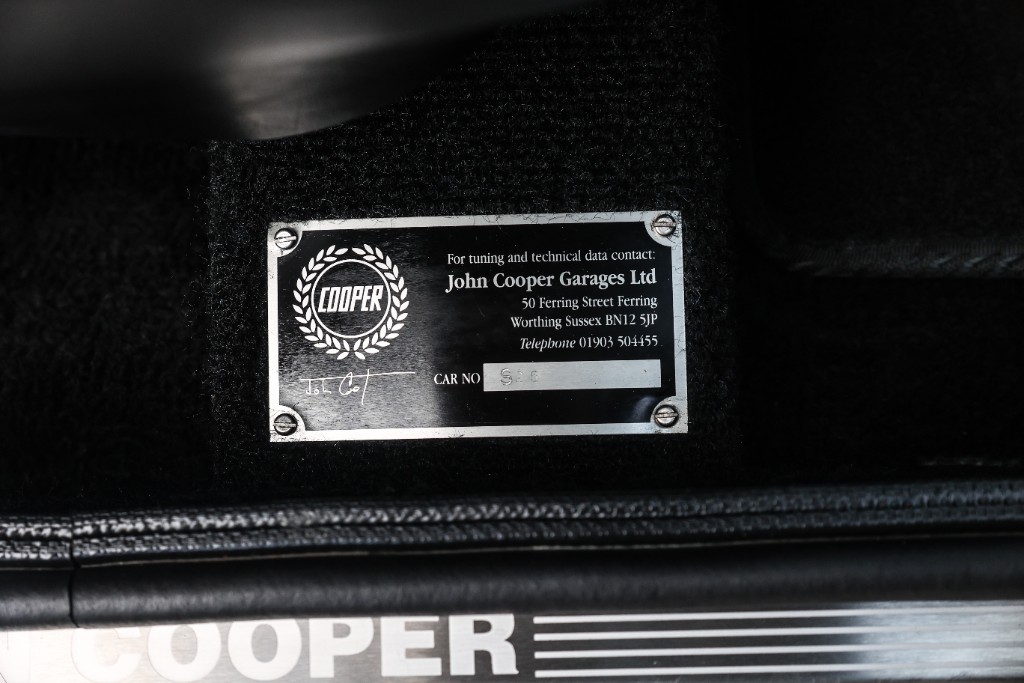 For tuning and technical data contact:
John Cooper Garages Ltd
50 Ferring Street Ferring
Worthing Sussex BN12 5JP
Telephone 01903 504455
COOPER
CAR NO
COOPER